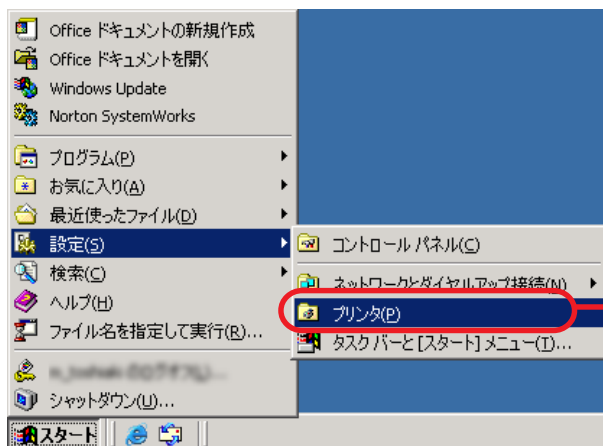 Office ドキュメントの新規作成
Office ドキュメントを開く
Windows Update
Norton SystemWorks
プログラム(P)
お気に入り(A)
最近使ったファイル(D)
設定(S)
検索(C)
ヘルプ(H)
ファイル名を指定して実行(R)...
シャットダウン(U)...
スタート
コントロール パネル(C)
ネットワークとダイヤルアップ接続(N)
プリンタ(P)
タスク バーと [スタート] メニュー(T)...